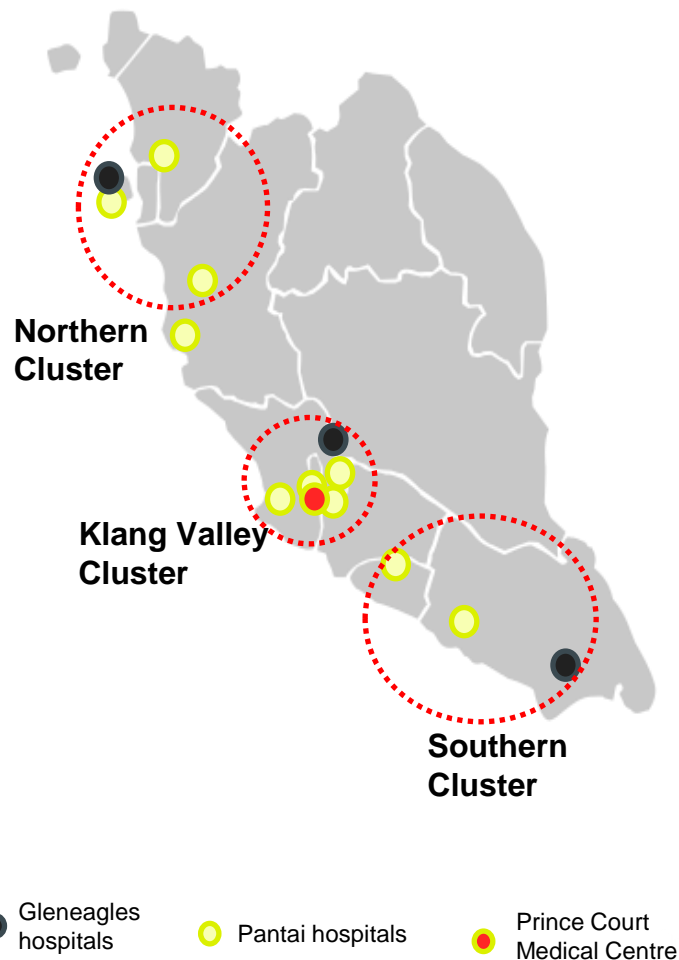 Northern
Cluster
Klang Valley
Cluster
Southern
Cluster
Gleneagles
hospitals
Pantai hospitals
Prince Court
Medical Centre